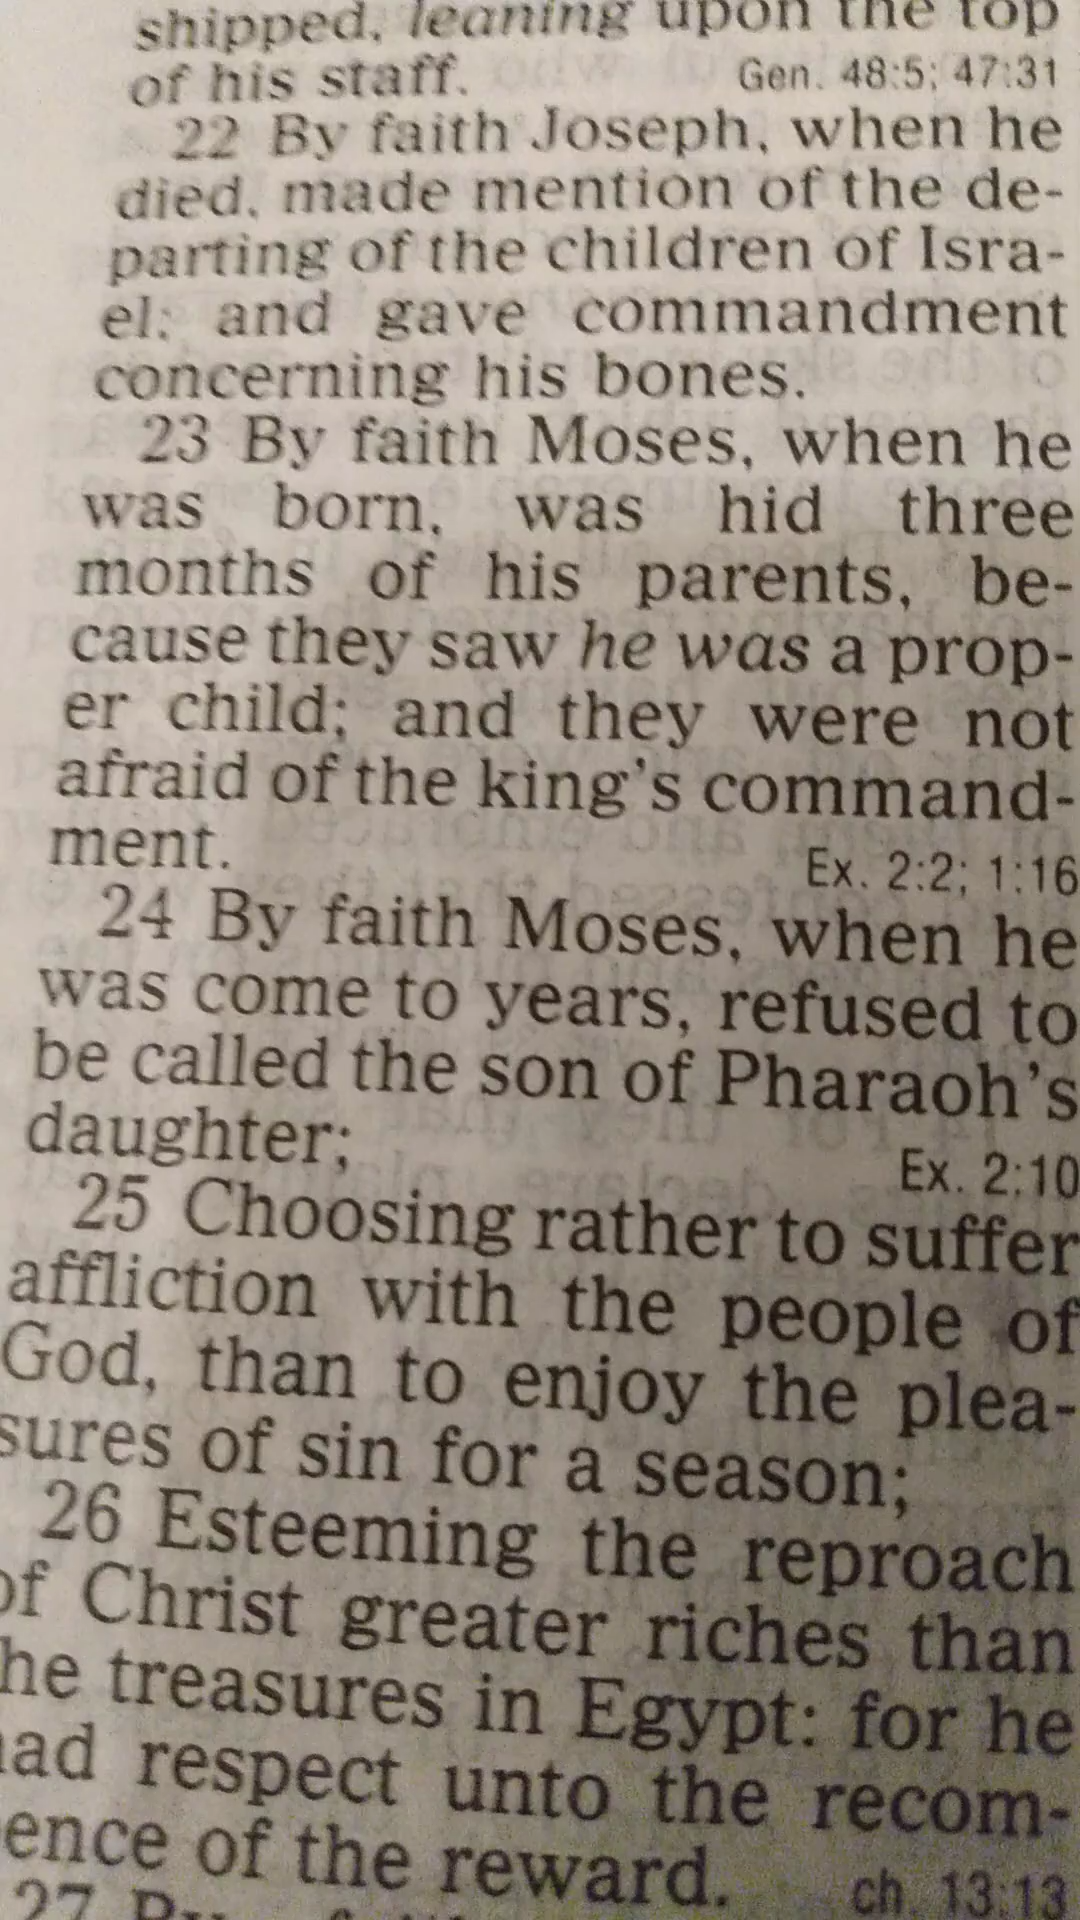 shipped, leaning upon the top
of his staff. Gen. 48:5; 47:31
22 By faith Joseph, when he
died, made mention of the de-
parting of the children of Isra-
el; and gave commandment
concerning his bones.
23 By faith Moses, when he
was born, was hid three
months of his parents, be-
cause they saw he was a prop-
er child; and they were not
afraid of the king's command-
ment. Ex. 2:2; 1:16
24 By faith Moses, when he
was come to years, refused to
be called the son of Pharaoh's
daughter; Ex. 2:10
25 Choosing rather to suffer
affliction with the people of
God, than to enjoy the plea-
sures of sin for a season;
26 Esteeming the reproach
of Christ greater riches than
he treasures in Egypt: for he
ad respect unto the recom-
ence of the reward. ch. 13:13
27 By faith